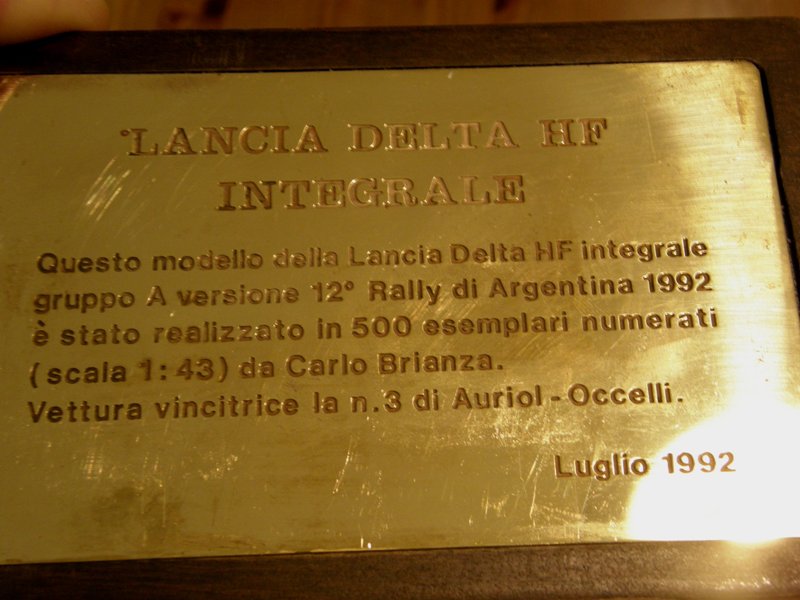 LANCIA DELTA HF
INTEGRALE
Questo modello della Lancia Delta HF integrale
gruppo A versione 12° Rally di Argentina 1992
è stato realizzato in 500 esemplari numerati
(scala 1:43) da Carlo Brianza.
Vettura vincitrice la n.3 di Auriol - Occelli.
Luglio 1992